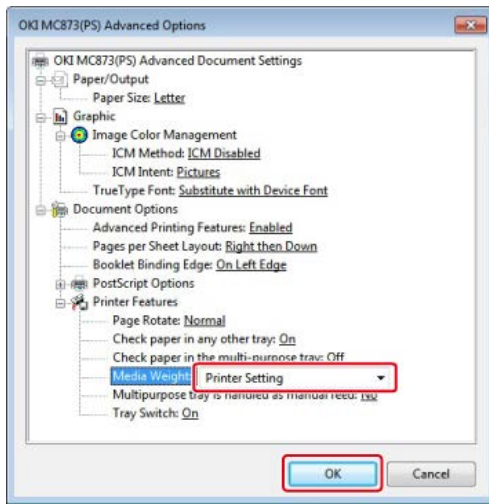 OKI MC873(PS) Advanced Options
OKI MC873(PS) Advanced Document Settings
Paper/Output
Paper Size: Letter
Graphic
Image Color Management
ICM Method: ICM Disabled
ICM Intent: Pictures
TrueType Font: Substitute with Device Font
Document Options
Advanced Printing Features: Enabled
Pages per Sheet Layout: Right then Down
Booklet Binding Edge: On Left Edge
PostScript Options
Printer Features
Page Rotate: Normal
Check paper in any other tray: On
Check paper in the multi-purpose tray: Off
Media Weight: Printer Setting
Multipurpose tray is handled as manual feed: No
Tray Switch: On
OK Cancel